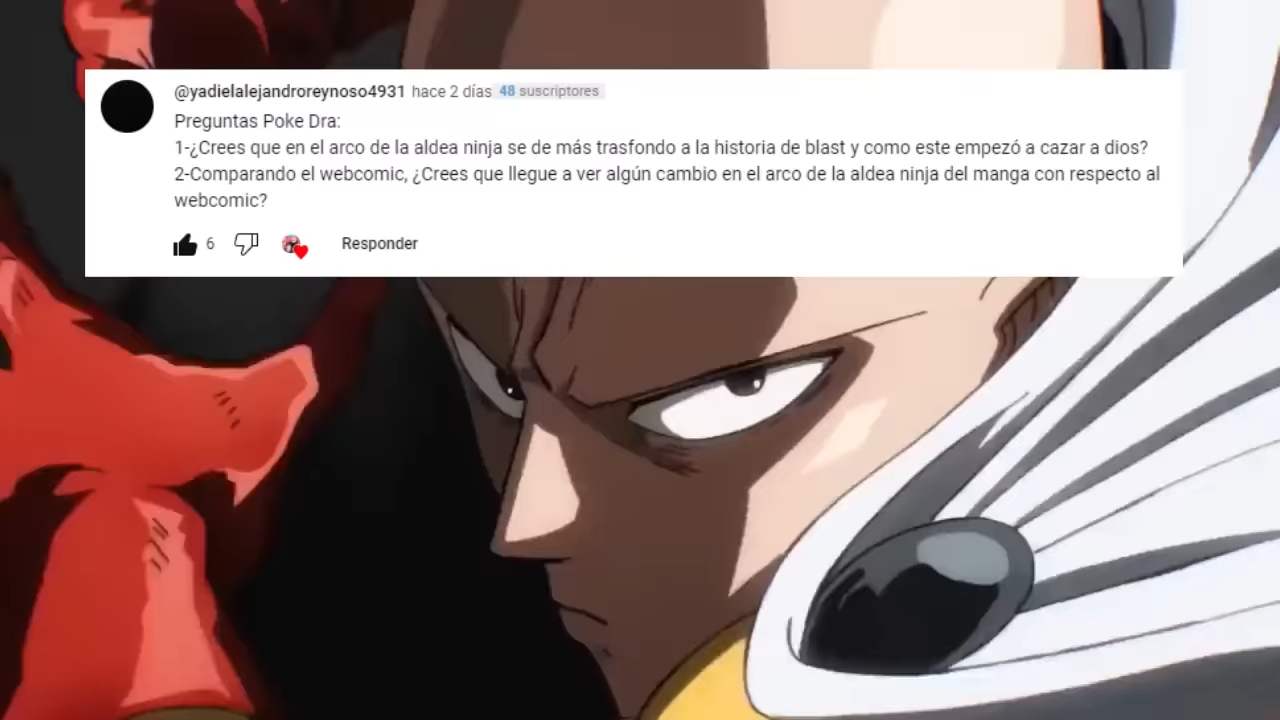 @yadielalejandroreynoso4931 hace 2 días 48 suscriptores
Preguntas Poke Dra:
1-¿Crees que en el arco de la aldea ninja se de más trasfondo a la historia de blast y como este empezó a cazar a dios?
2-Comparando el webcomic, ¿Crees que llegue a ver algún cambio en el arco de la aldea ninja del manga con respecto al
webcomic?
6 Responder